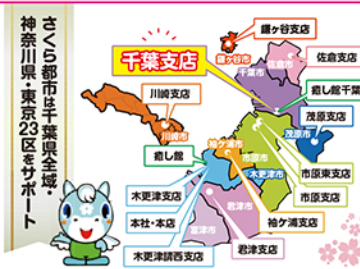 さくら都市は千葉県全域・
神奈川県・東京23区をサポート
鎌ヶ谷支店
鎌ヶ谷市
佐倉支店
佐倉市
千葉支店
千葉市
癒し館千葉
川崎支店
川崎市
茂原支店
茂原市
袖ケ浦市
癒し館
市原市
木更津市
市原東支店
木更津支店
君津市
市原支店
本社・本店
袖ケ浦支店
富津市
木更津請西支店
君津支店